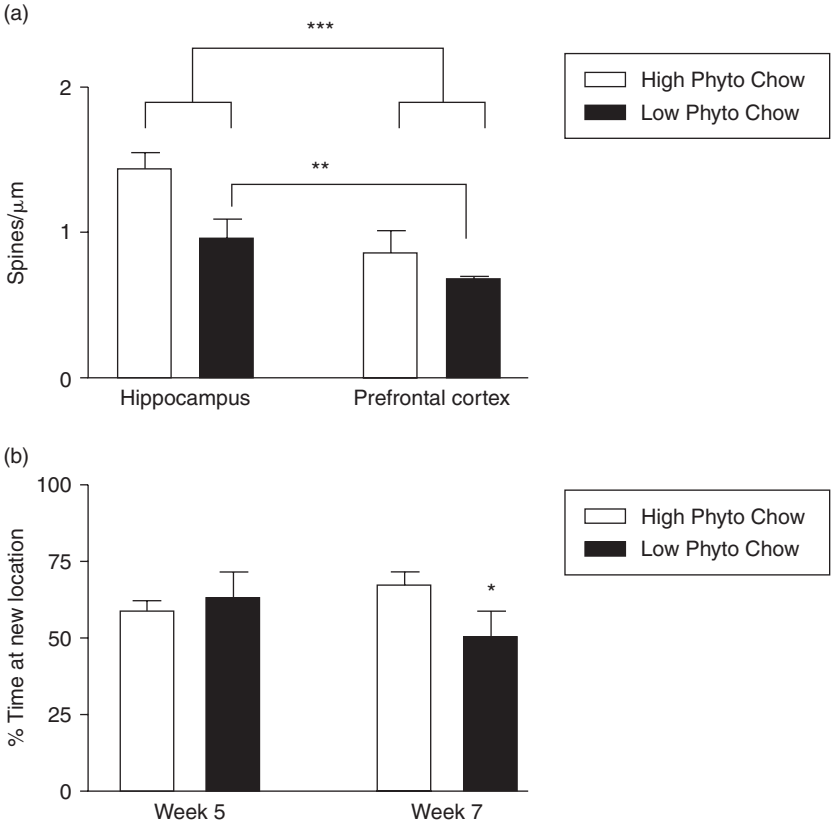 (a)
***
High Phyto Chow
Low Phyto Chow
2
**
1
Spines/μm
0
Hippocampus Prefrontal cortex
(b)
100
High Phyto Chow
Low Phyto Chow
75
*
50
% Time at new location
25
0
Week 5 Week 7